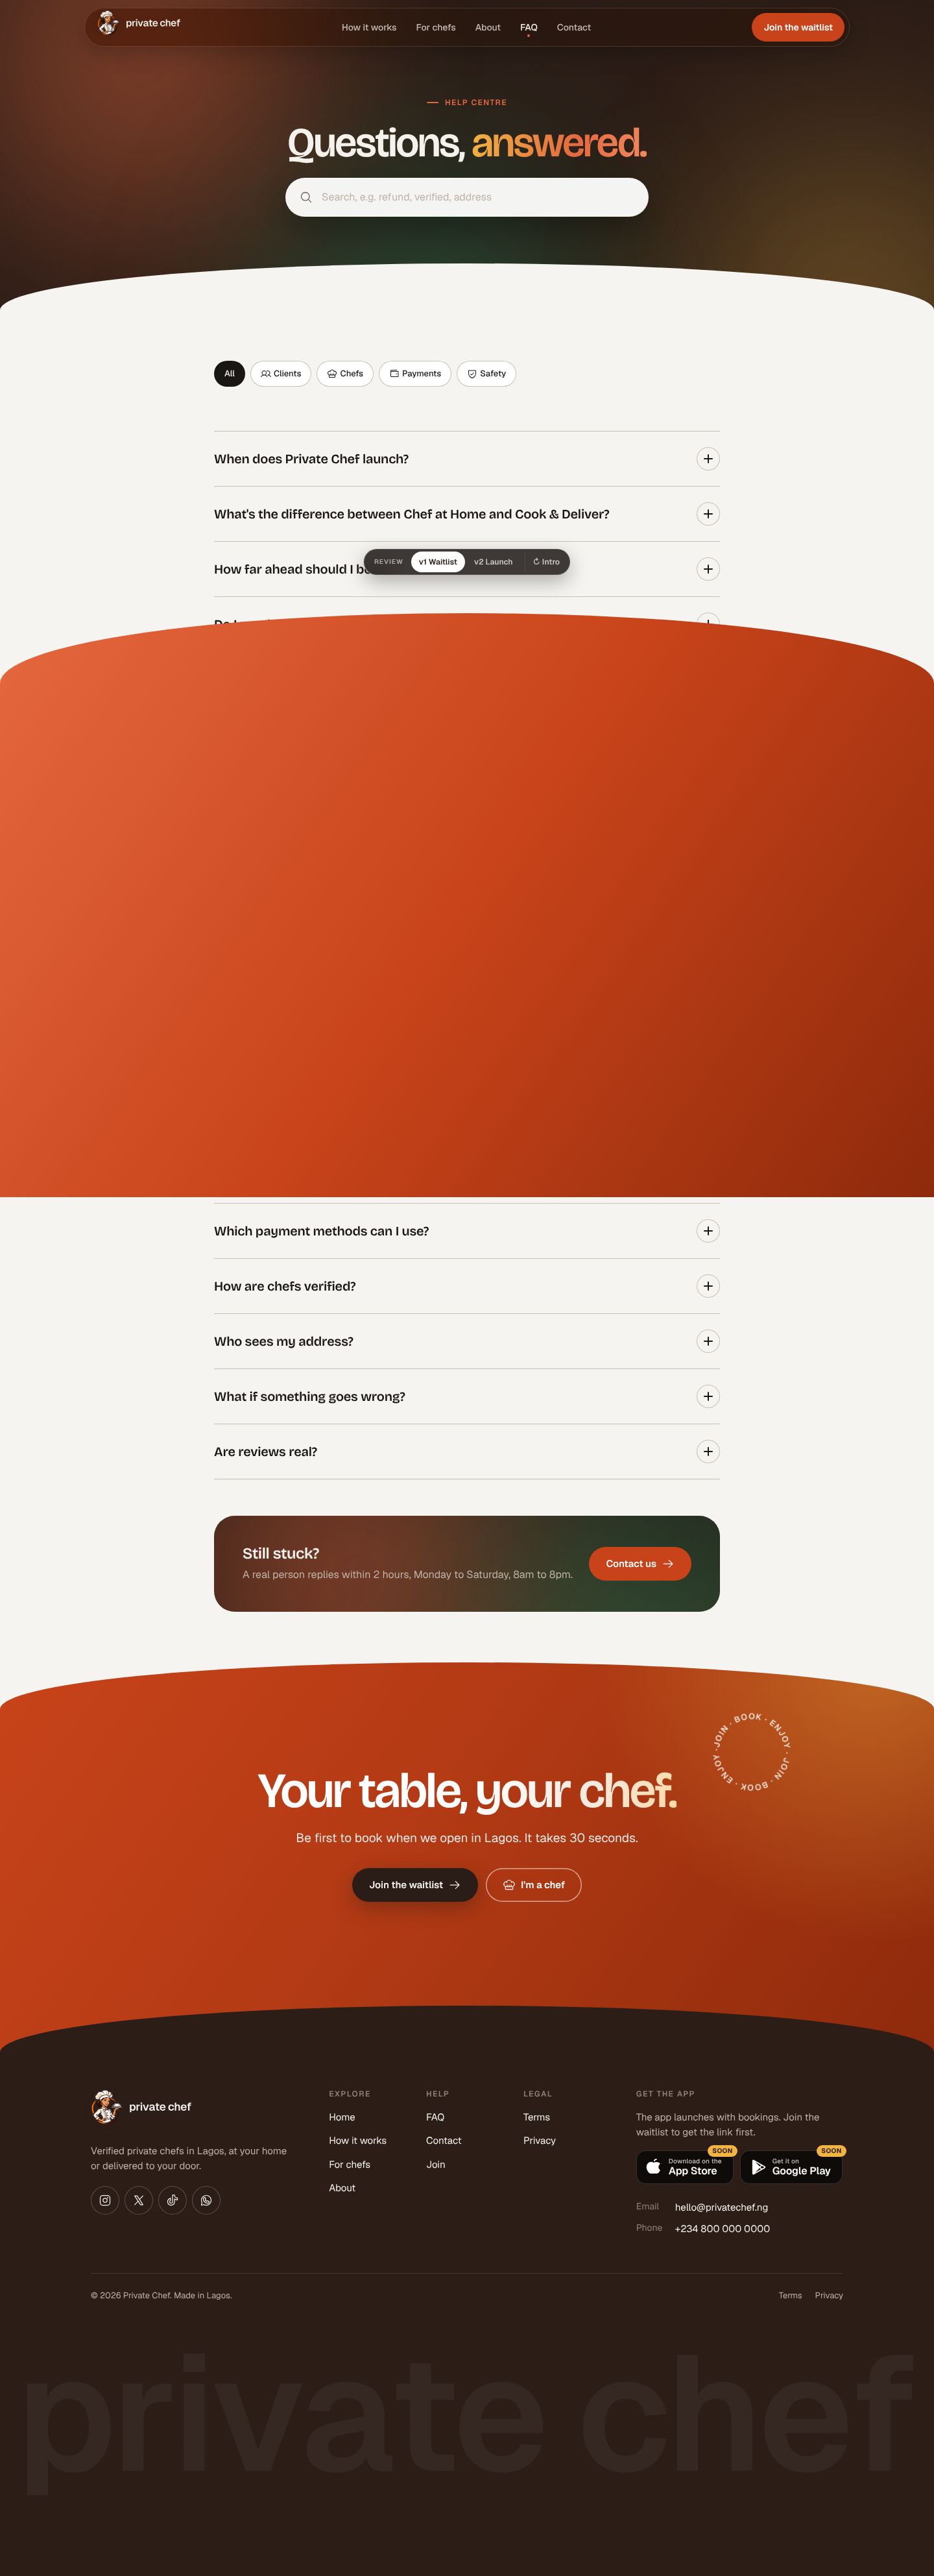 private chef
How it works
For chefs
About
FAQ
Contact
Join the waitlist
HELP CENTRE
Questions, answered.
Search, e.g. refund, verified, address
All
Clients
Chefs
Payments
Safety
When does Private Chef launch?
What's the difference between Chef at Home and Cook & Deliver?
How far ahead should I
REVIEW
v1 Waitlist
v2 Launch
↻ Intro
Which payment methods can I use?
How are chefs verified?
Who sees my address?
What if something goes wrong?
Are reviews real?
Still stuck?
A real person replies within 2 hours, Monday to Saturday, 8am to 8pm.
Contact us
JOIN · BOOK · ENJOY · JOIN · BOOK · ENJOY ·
Your table, your chef.
Be first to book when we open in Lagos. It takes 30 seconds.
Join the waitlist
I'm a chef
private chef
Verified private chefs in Lagos, at your home
or delivered to your door.
EXPLORE
Home
How it works
For chefs
About
HELP
FAQ
Contact
Join
LEGAL
Terms
Privacy
GET THE APP
The app launches with bookings. Join the
waitlist to get the link first.
SOON
Download on the
App Store
SOON
Get it on
Google Play
Email hello@privatechef.ng
Phone +234 800 000 0000
© 2026 Private Chef. Made in Lagos.
Terms
Privacy
private chef